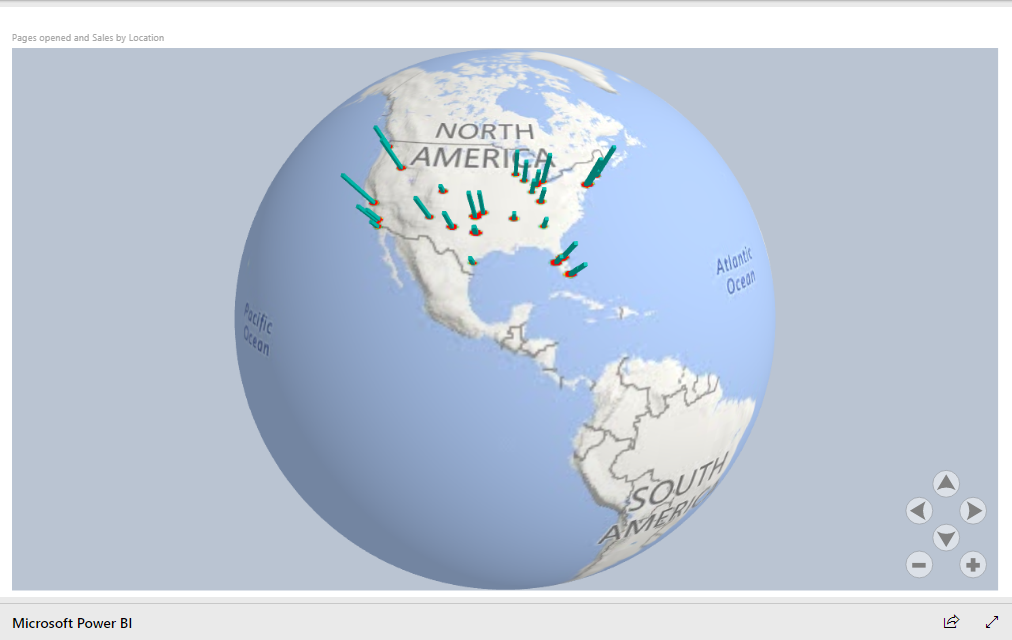 Pages opened and Sales by Location
NORTH
AMERICA
Atlantic
Ocean
Pacific
Ocean
SOUTH
AMERICA
Microsoft Power BI